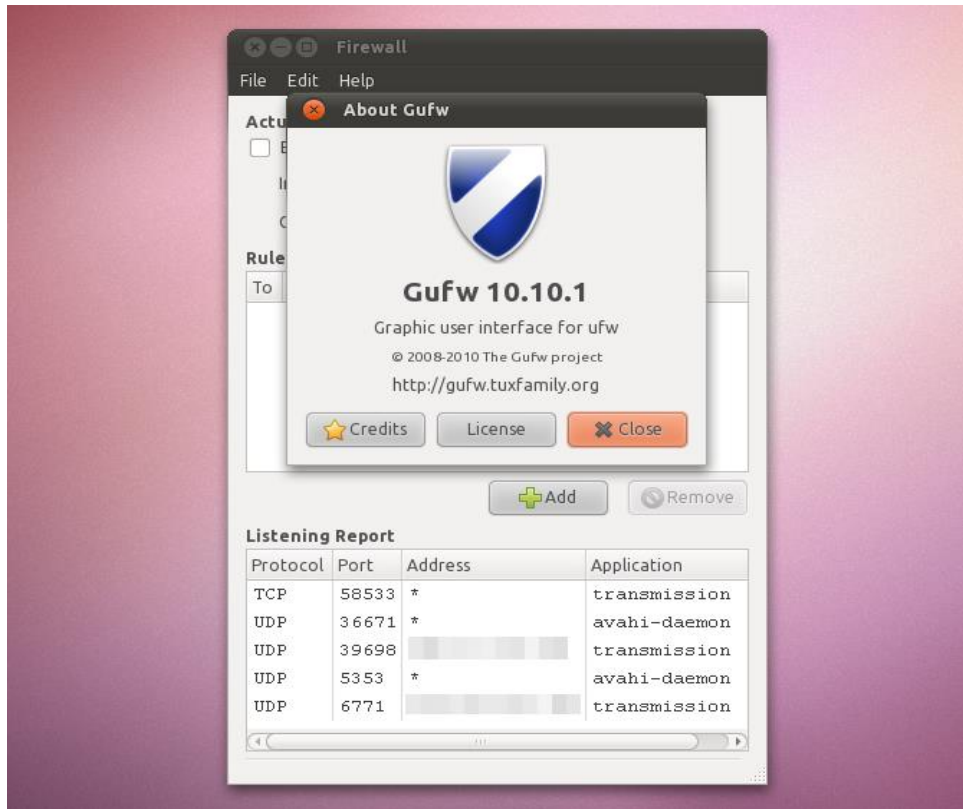 Firewall
File Edit Help
About Gufw
Gufw 10.10.1
Graphic user interface for ufw
© 2008-2010 The Gufw project
http://gufw.tuxfamily.org
Credits License Close
To
Add Remove
Listening Report
Protocol Port Address Application
TCP 58533 * transmission
UDP 36671 * avahi-daemon
UDP 39698 transmission
UDP 5353 * avahi-daemon
UDP 6771 transmission